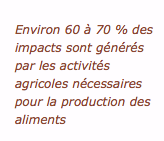 Environ 60 à 70 % des
impacts sont générés
par les activités
agricoles nécessaires
pour la production des
aliments